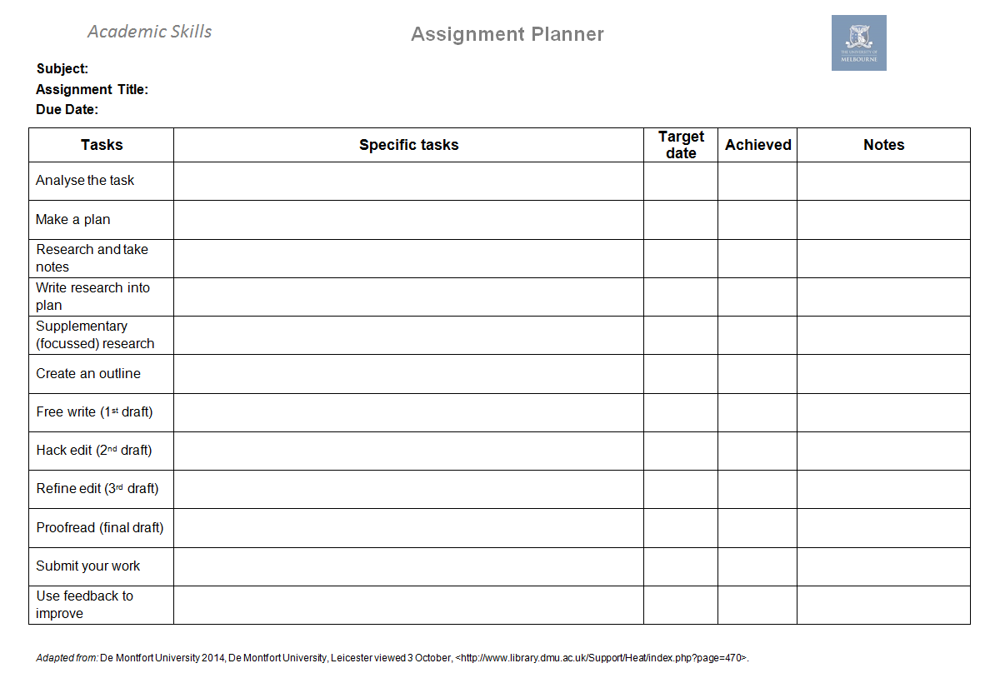 Academic Skills
Assignment Planner
THE UNIVERSITY OF
MELBOURNE
Subject:
Assignment Title:
Due Date:
Tasks
Specific tasks
Target
date
Achieved
Notes
Analyse the task
Make a plan
Research and take
notes
Write research into
plan
Supplementary
(focussed) research
Create an outline
Free write (1st draft)
Hack edit (2nd draft)
Refine edit (3rd draft)
Proofread (final draft)
Submit your work
Use feedback to
improve
Adapted from: De Montfort University 2014, De Montfort University, Leicester viewed 3 October, <http://www.library.dmu.ac.uk/Support/Heat/index.php?page=470>.